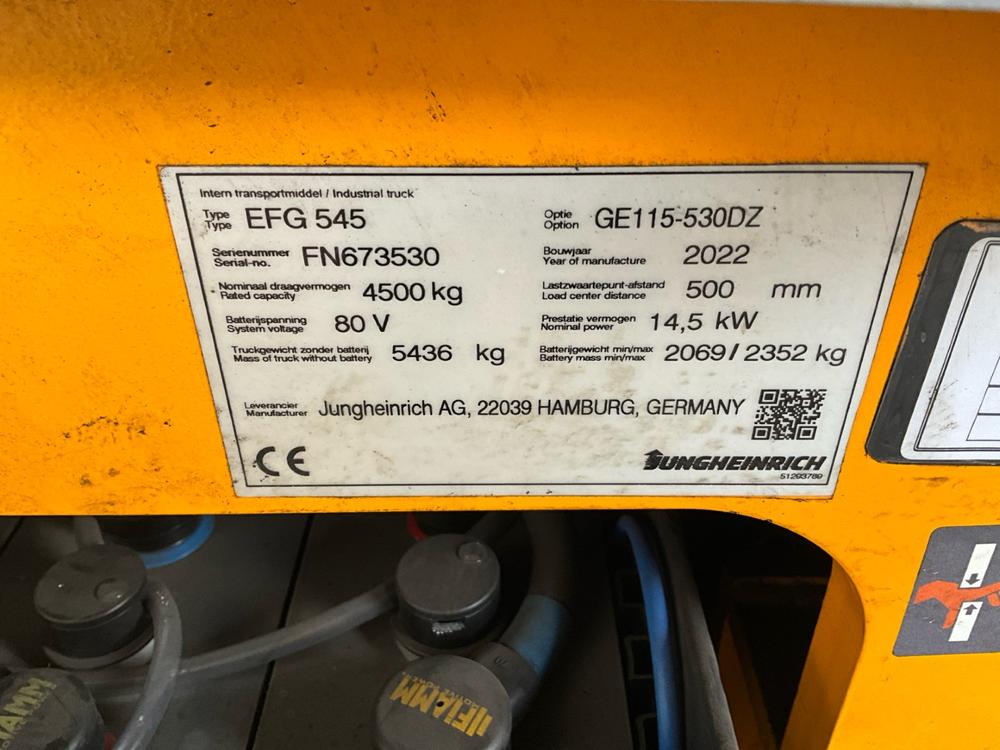 Intern transportmiddel / Industrial truck
Type
Type EFG 545
Optie
Option GE115-530DZ
Serienummer
Serial-no. FN673530
Bouwjaar
Year of manufacture 2022
Nominaal draagvermogen
Rated capacity 4500 kg
Lastzwaartepunt-afstand
Load center distance 500 mm
Batterijspanning
System voltage 80 V
Prestatie vermogen
Nominal power 14,5 kW
Truckgewicht zonder batterij
Mass of truck without battery 5436 kg
Batterijgewicht min/max
Battery mass min/max 2069 / 2352 kg
Leverancier
Manufacturer Jungheinrich AG, 22039 HAMBURG, GERMANY
CE
JUNGHEINRICH
51293780
FIAMM